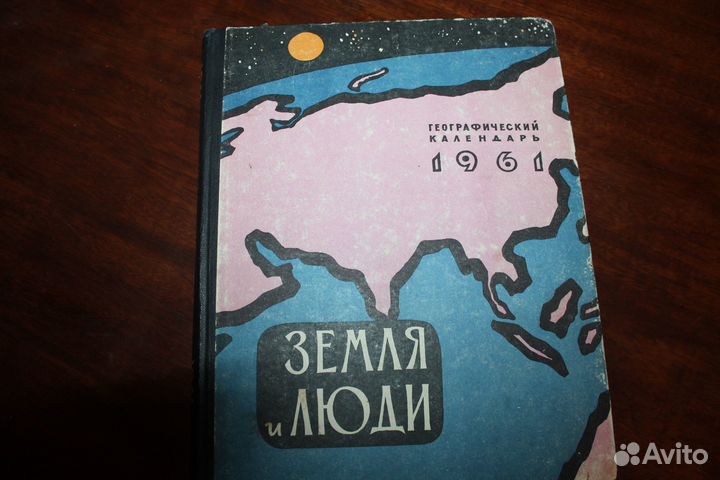 ГЕОГРАФИЧЕСКИЙ
КАЛЕНДАРЬ
1961
ЗЕМЛЯ
и ЛЮДИ
Avito